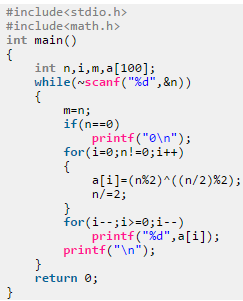 #include<stdio.h>
#include<math.h>
int main()
{
    int n,i,m,a[100];
    while(~scanf("%d",&n))
    {
        m=n;
        if(n==0)
            printf("0\n");
        for(i=0;n!=0;i++)
        {
            a[i]=(n%2)^((n/2)%2);
            n/=2;
        }
        for(i--;i>=0;i--)
            printf("%d",a[i]);
        printf("\n");
    }
    return 0;
}